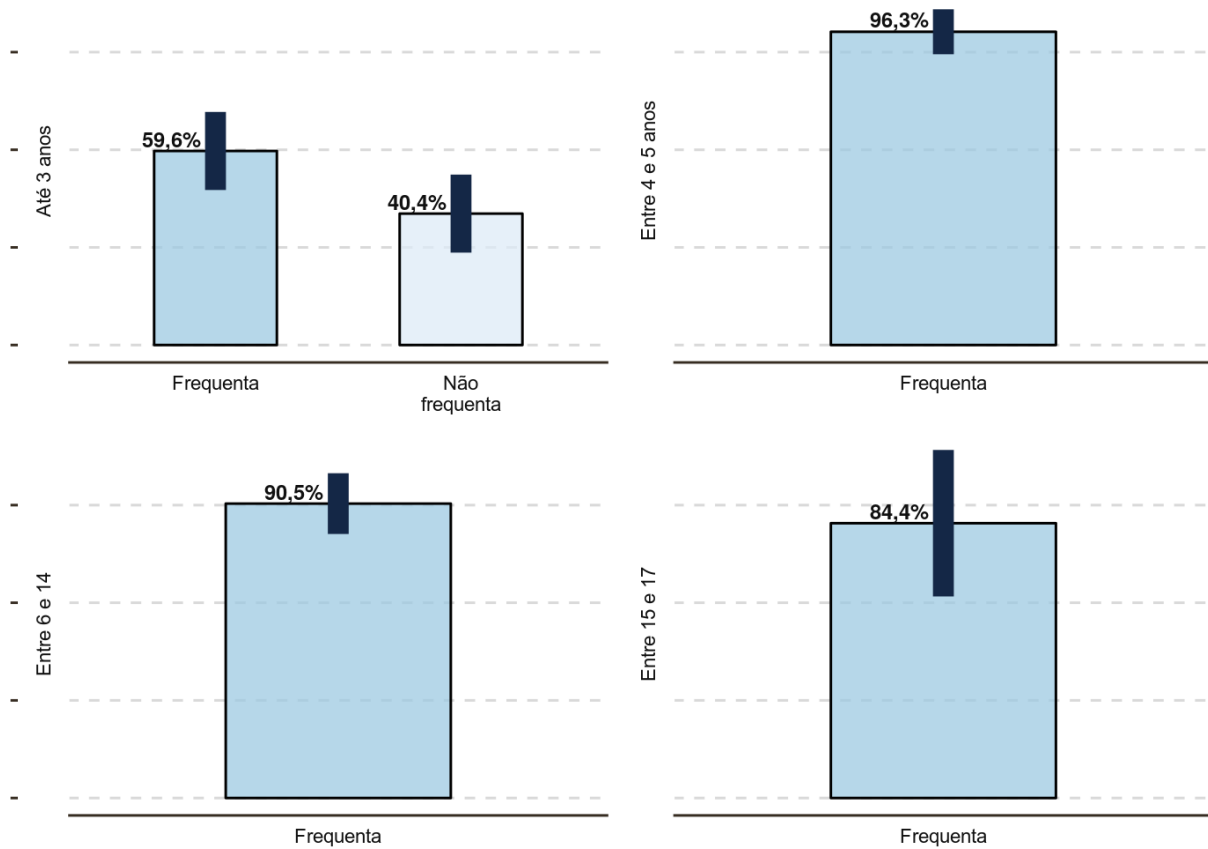 Até 3 anos
59,6%
40,4%
Frequenta
Não
frequenta
Entre 4 e 5 anos
96,3%
Frequenta
Entre 6 e 14
90,5%
Frequenta
Entre 15 e 17
84,4%
Frequenta